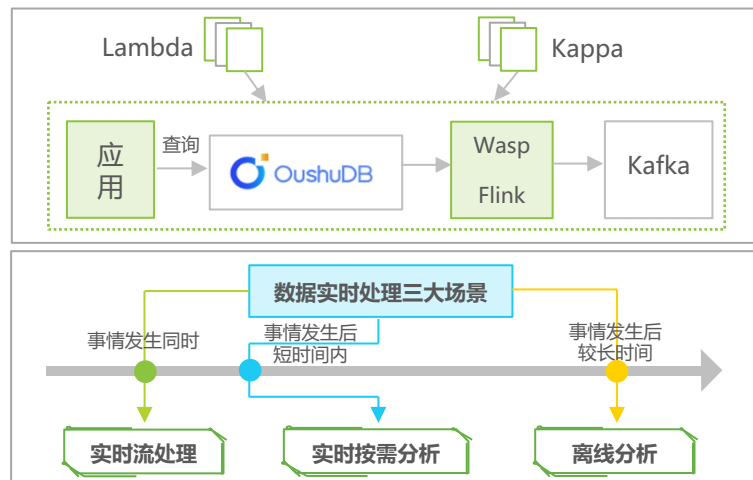 Lambda
Kappa
应
用
查询
OushuDB
Wasp
Flink
Kafka
数据实时处理三大场景
事情发生同时
事情发生后
短时间内
事情发生后
较长时间
实时流处理
实时按需分析
离线分析